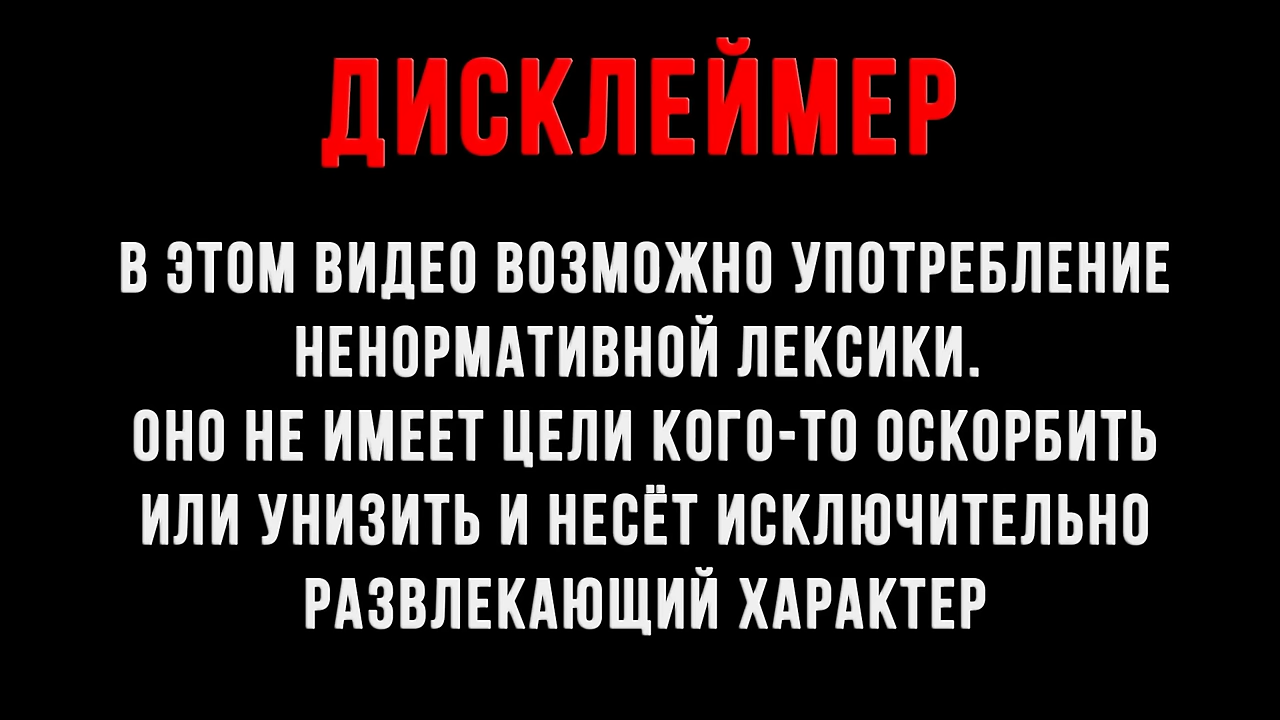 ДИСКЛЕЙМЕР
В ЭТОМ ВИДЕО ВОЗМОЖНО УПОТРЕБЛЕНИЕ
НЕНОРМАТИВНОЙ ЛЕКСИКИ.
ОНО НЕ ИМЕЕТ ЦЕЛИ КОГО-ТО ОСКОРБИТЬ
ИЛИ УНИЗИТЬ И НЕСЁТ ИСКЛЮЧИТЕЛЬНО
РАЗВЛЕКАЮЩИЙ ХАРАКТЕР